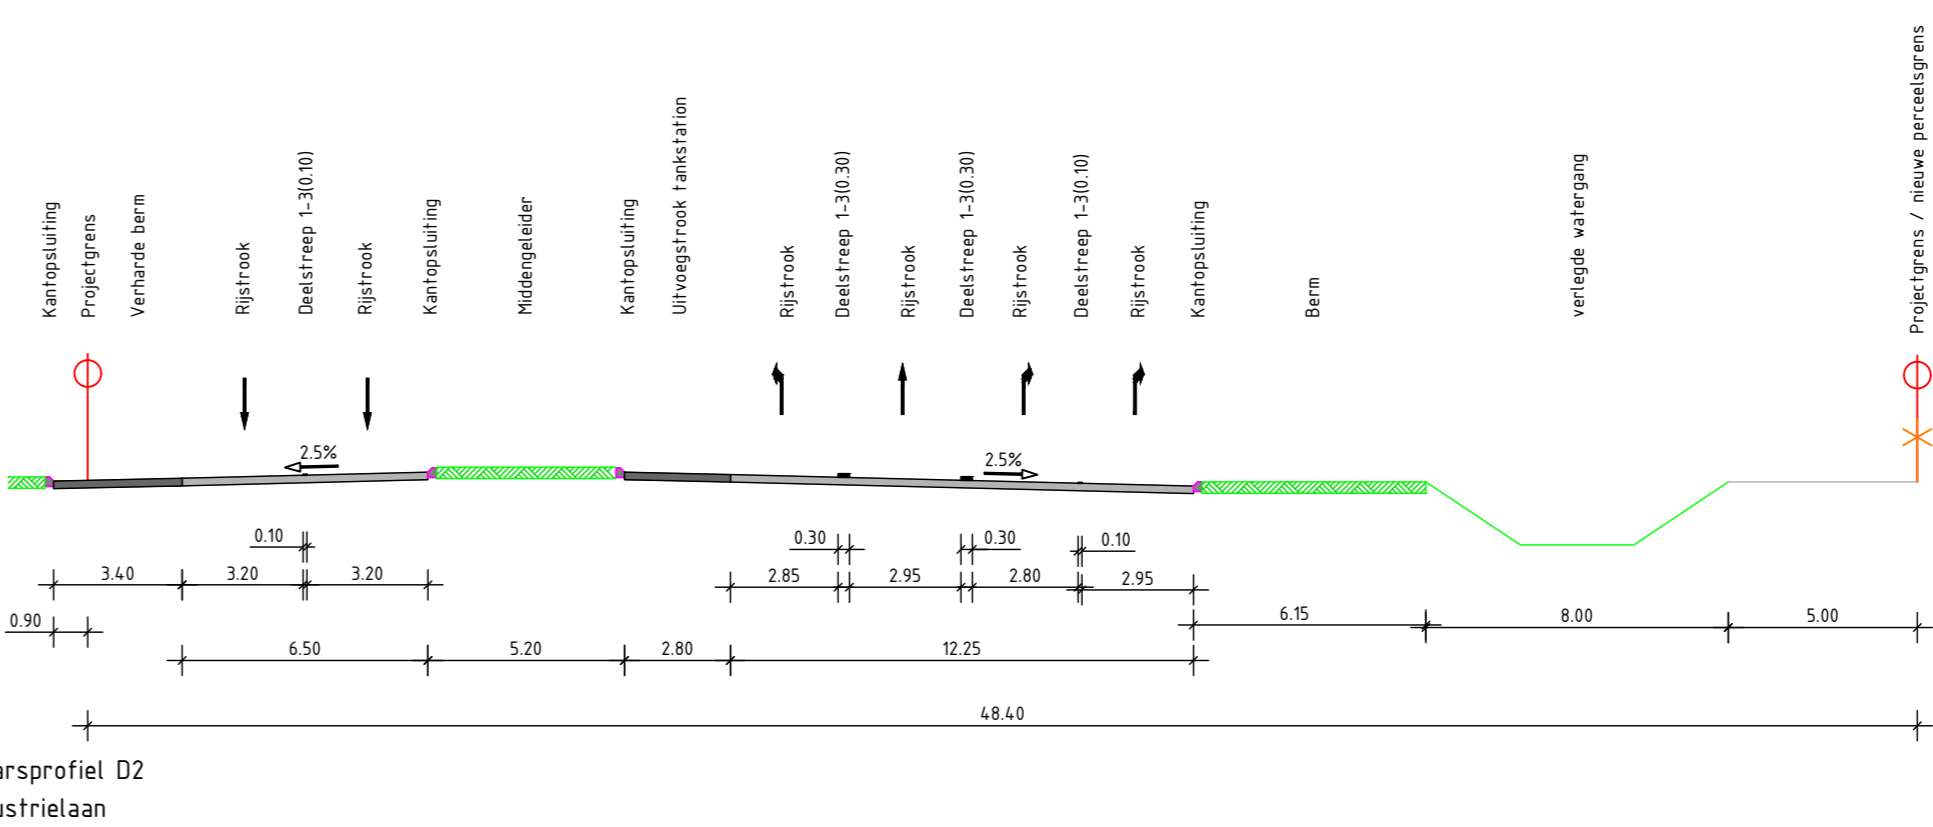 Kantopsluiting
Projectgrens
Verharde berm
Rijstrook
Deelstreep 1-3(0.10)
Rijstrook
Kantopsluiting
Middengeleider
Kantopsluiting
Uitvoegstrook tankstation
Rijstrook
Deelstreep 1-3(0.30)
Rijstrook
Deelstreep 1-3(0.30)
Rijstrook
Deelstreep 1-3(0.10)
Rijstrook
Kantopsluiting
Berm
verlegde watergang
Projectgrens / nieuwe perceelsgrens
2.5%
2.5%
0.10
0.30
0.30
0.10
3.40
3.20
3.20
2.85
2.95
2.80
2.95
0.90
6.15
8.00
5.00
6.50
5.20
2.80
12.25
48.40
arsprofiel D2
ustrielaan